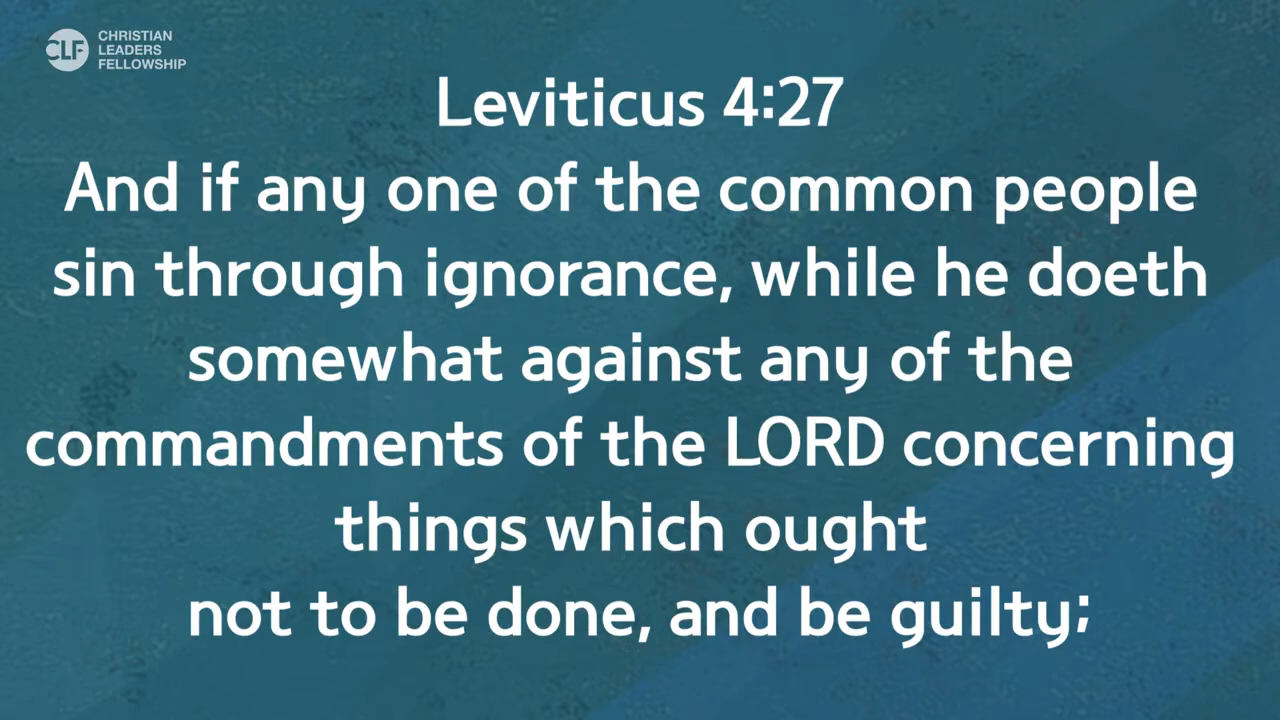 CLF
CHRISTIAN
LEADERS
FELLOWSHIP
Leviticus 4:27
And if any one of the common people
sin through ignorance, while he doeth
somewhat against any of the
commandments of the LORD concerning
things which ought
not to be done, and be guilty;